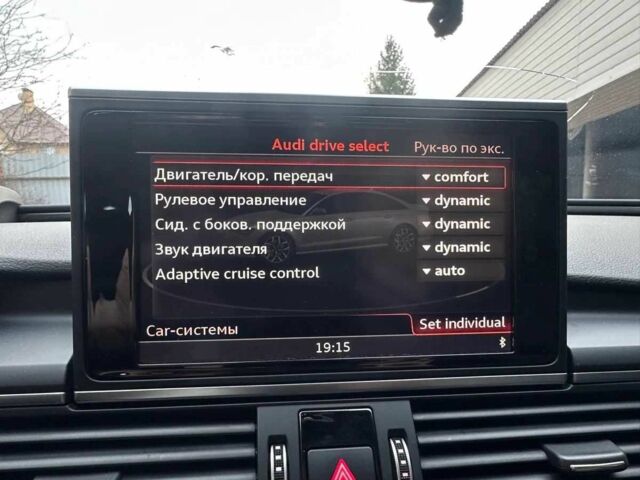 Audi drive select Рук-во по экс.
Двигатель/кор. передач comfort
Рулевое управление dynamic
Сид. с боков. поддержкой dynamic
Звук двигателя dynamic
Adaptive cruise control auto
Car-системы Set individual
19:15